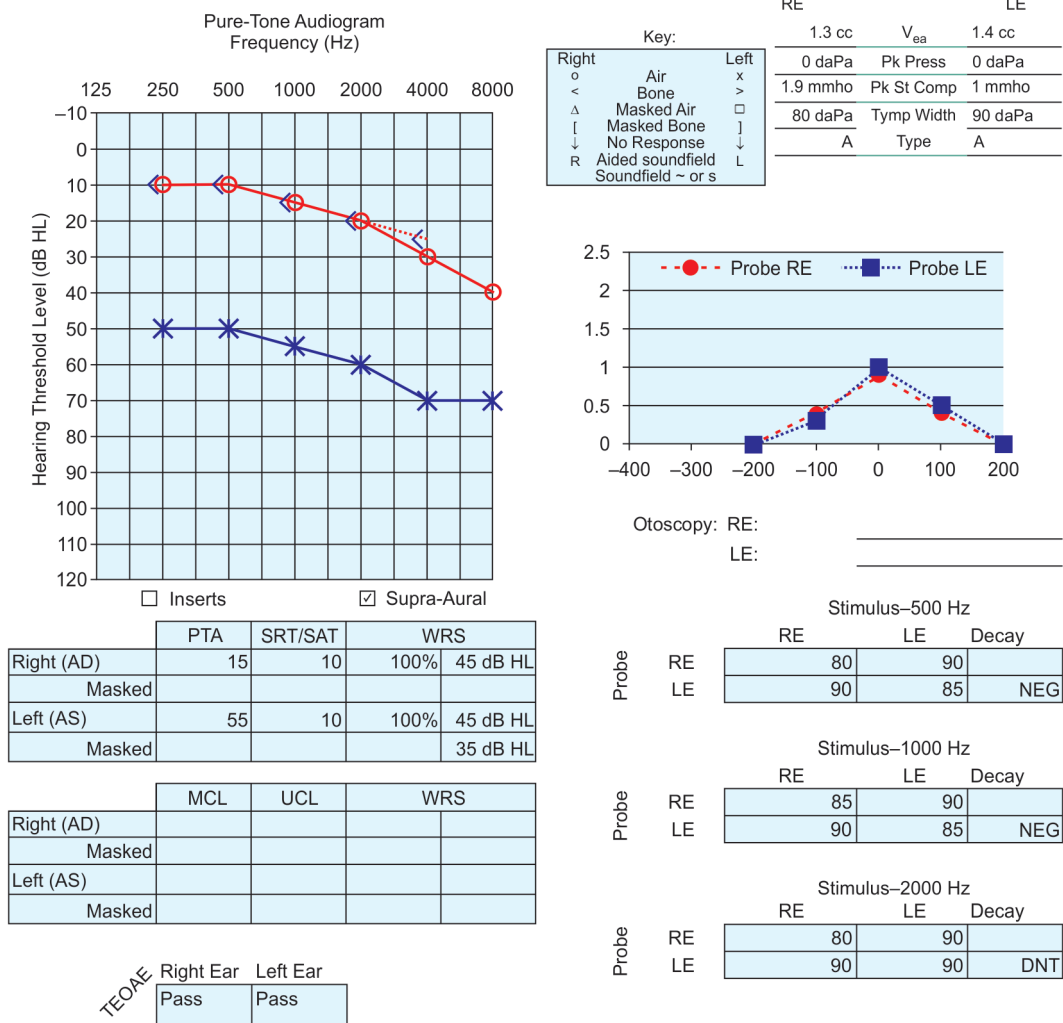 Pure-Tone Audiogram
Frequency (Hz)
125 250 500 1000 2000 4000 8000
–10
0
10
20
30
40
50
60
70
80
90
100
110
120
Hearing Threshold Level (dB HL)
Inserts ✓ Supra-Aural
Key:
Right Left
o Air x
< Bone >
Δ Masked Air □
[ Masked Bone ]
↓ No Response ↓
R Aided soundfield L
Soundfield ~ or s
RE LE
1.3 cc Vea 1.4 cc
0 daPa Pk Press 0 daPa
1.9 mmho Pk St Comp 1 mmho
80 daPa Tymp Width 90 daPa
A Type A
2.5
2
1.5
1
0.5
0
Probe RE Probe LE
–400 –300 –200 –100 0 100 200
Otoscopy: RE:
LE:
PTA SRT/SAT WRS
Right (AD) 15 10 100% 45 dB HL
Masked
Left (AS) 55 10 100% 45 dB HL
Masked 35 dB HL
MCL UCL WRS
Right (AD)
Masked
Left (AS)
Masked
TEOAE
Right Ear Left Ear
Pass Pass
Stimulus–500 Hz
RE LE Decay
Probe
RE 80 90
LE 90 85 NEG
Stimulus–1000 Hz
RE LE Decay
Probe
RE 85 90
LE 90 85 NEG
Stimulus–2000 Hz
RE LE Decay
Probe
RE 80 90
LE 90 90 DNT